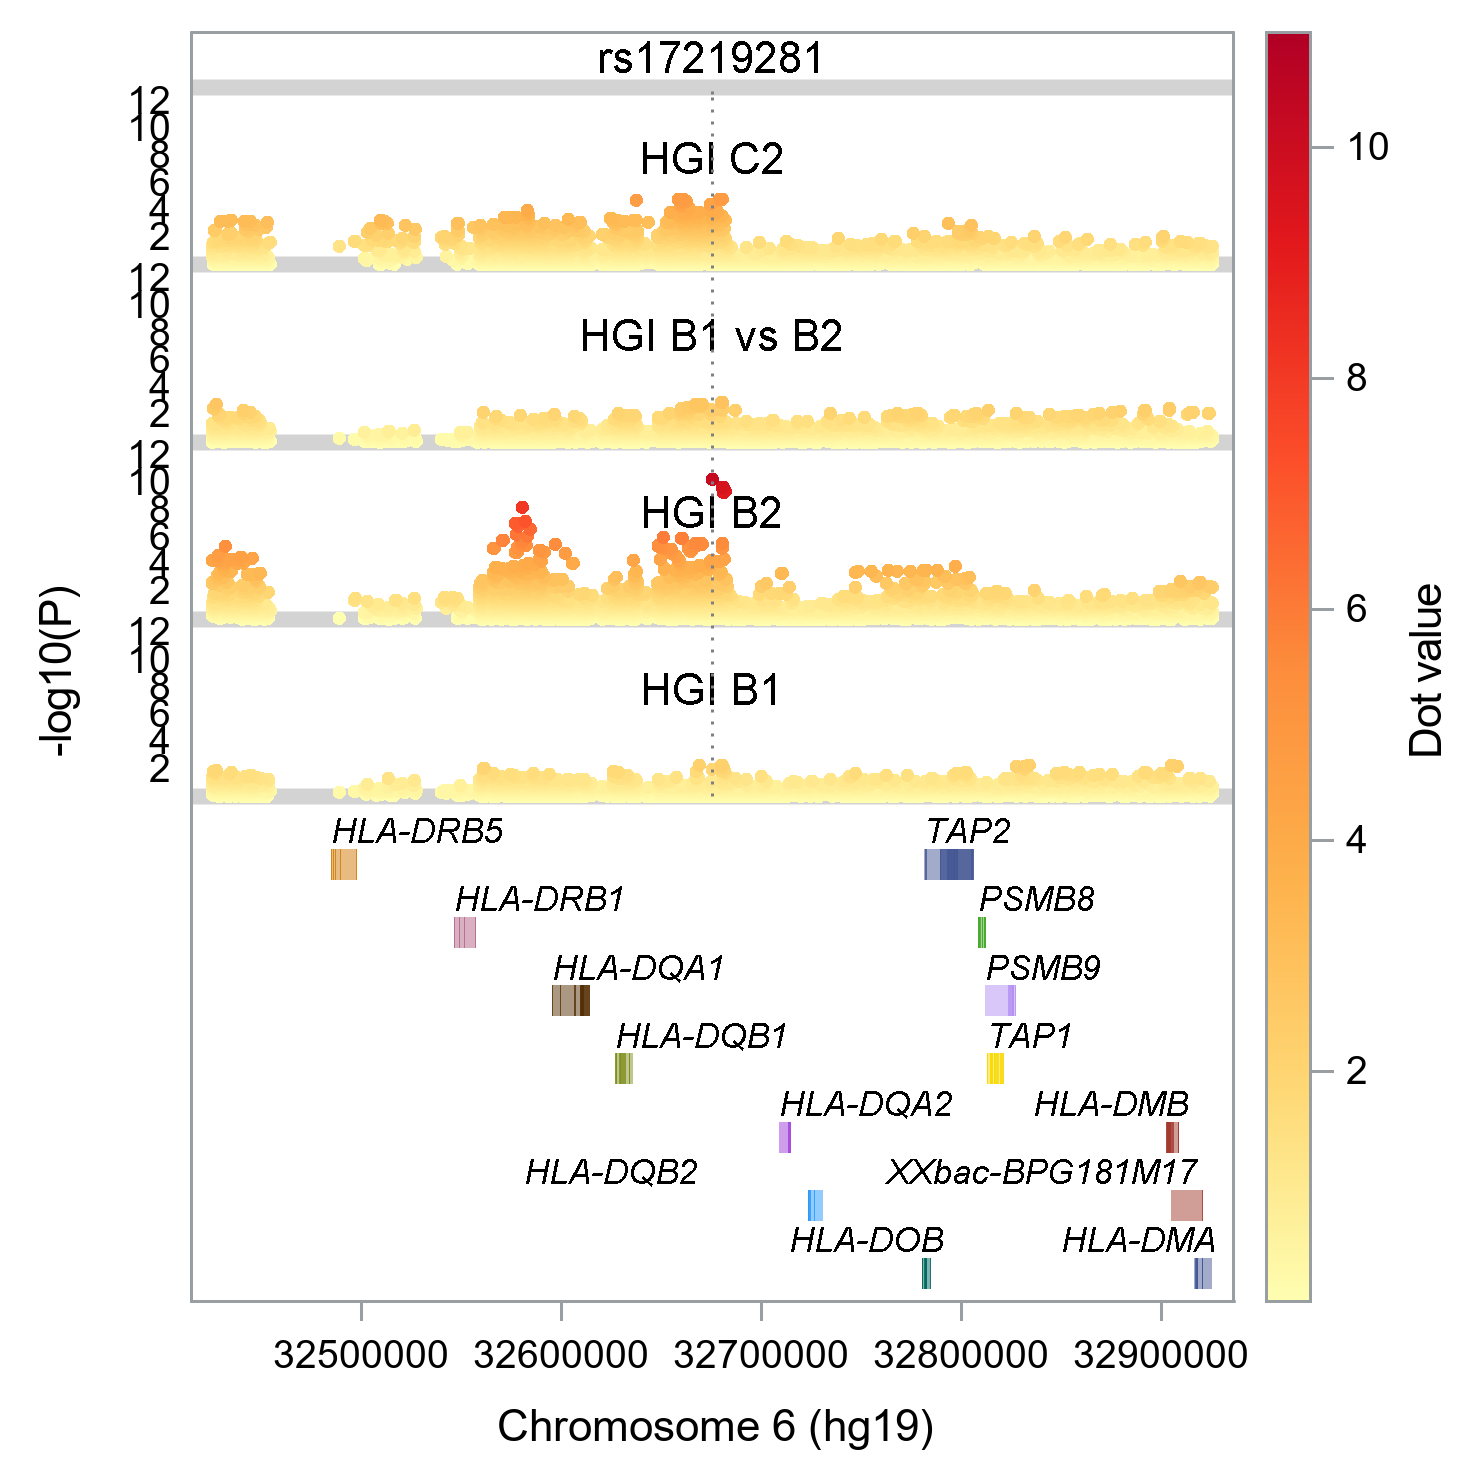 rs17219281
12
10
8
6
4
2
HGI C2
12
10
8
6
4
2
HGI B1 vs B2
12
10
8
6
4
2
HGI B2
12
10
8
6
4
2
HGI B1
-log10(P)
HLA-DRB5
TAP2
HLA-DRB1
PSMB8
HLA-DQA1
PSMB9
HLA-DQB1
TAP1
HLA-DQA2
HLA-DMB
HLA-DQB2
XXbac-BPG181M17
HLA-DOB
HLA-DMA
32500000
32600000
32700000
32800000
32900000
Chromosome 6 (hg19)
10
8
6
4
2
Dot value